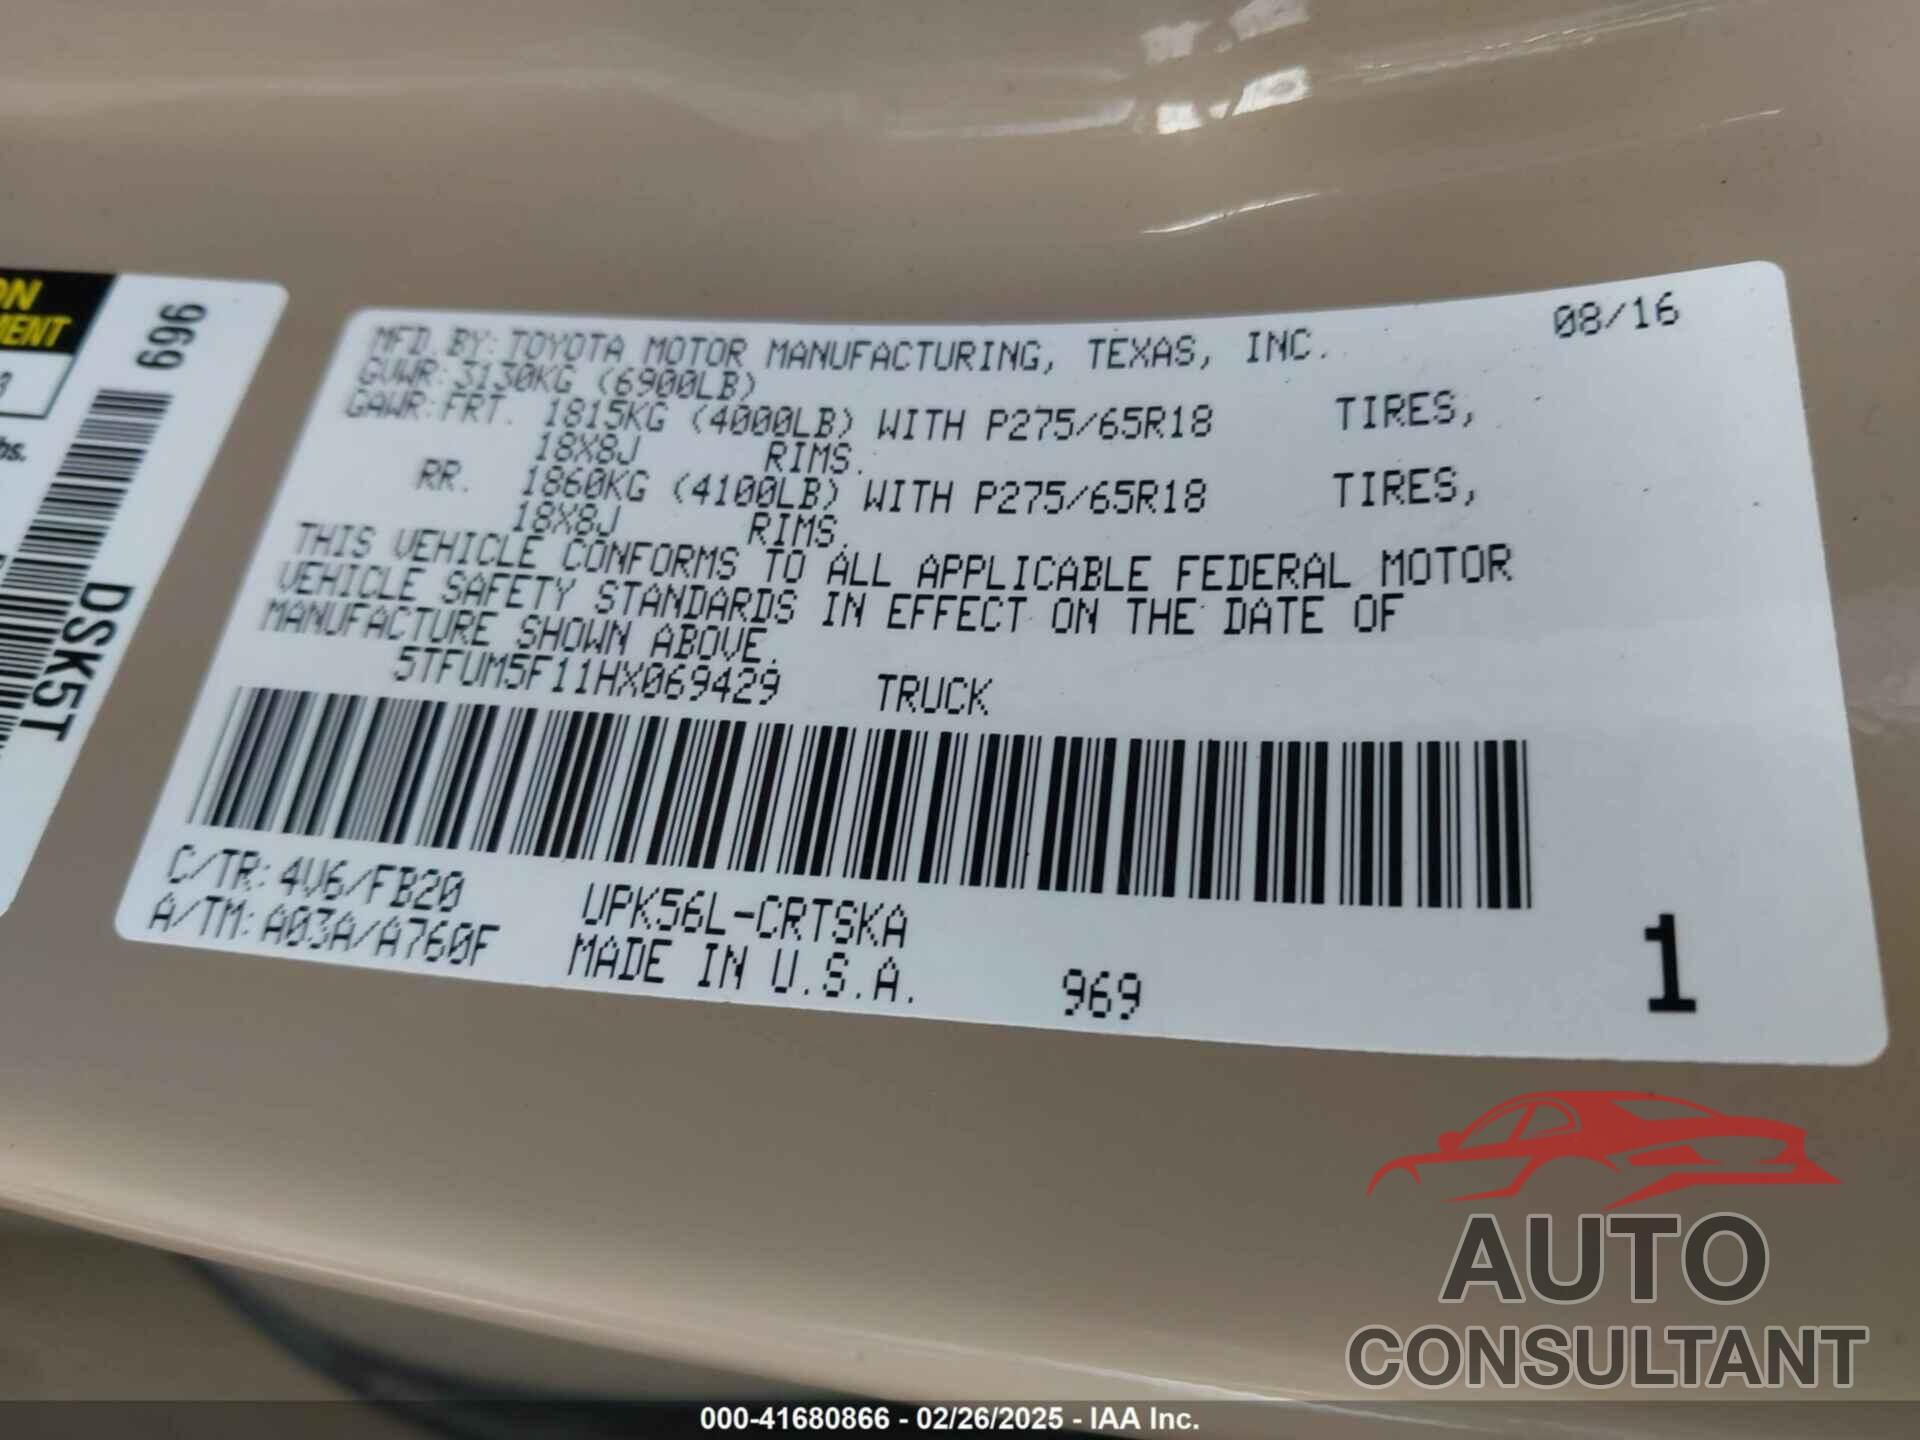 ON
MENT
3
bs.
969
DSK5T
08/16
MFD. BY: TOYOTA MOTOR MANUFACTURING, TEXAS, INC.
GVWR: 3130KG (6900LB)
GAWR: FRT. 1815KG (4000LB) WITH P275/65R18 TIRES,
18X8J RIMS.
RR. 1860KG (4100LB) WITH P275/65R18 TIRES,
18X8J RIMS.
THIS VEHICLE CONFORMS TO ALL APPLICABLE FEDERAL MOTOR
VEHICLE SAFETY STANDARDS IN EFFECT ON THE DATE OF
MANUFACTURE SHOWN ABOVE.
5TFUM5F11HX069429 TRUCK
C/TR: 4V6/FB20 UPK56L-CRTSKA
A/TM: A03A/A760F MADE IN U.S.A. 969
1
AUTO
CONSULTANT
000-41680866 - 02/26/2025 - IAA Inc.